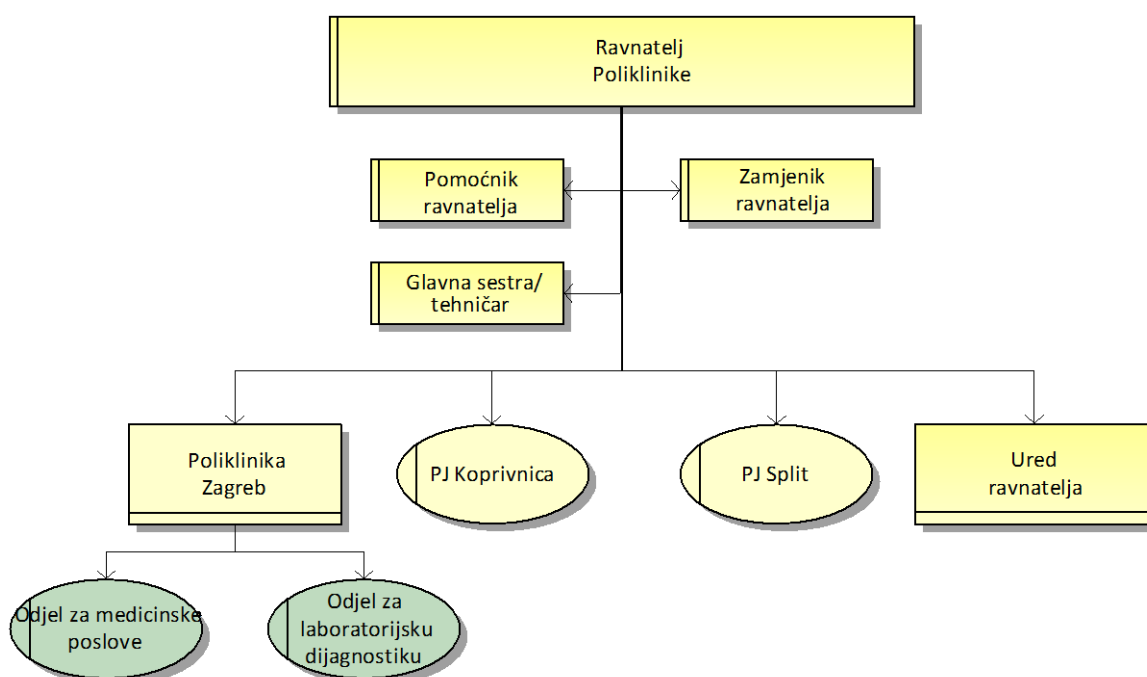 Ravnatelj
Poliklinike
Pomoćnik
ravnatelja
Zamjenik
ravnatelja
Glavna sestra/
tehničar
Poliklinika
Zagreb
PJ Koprivnica
PJ Split
Ured
ravnatelja
Odjel za medicinske
poslove
Odjel za
laboratorijsku
dijagnostiku